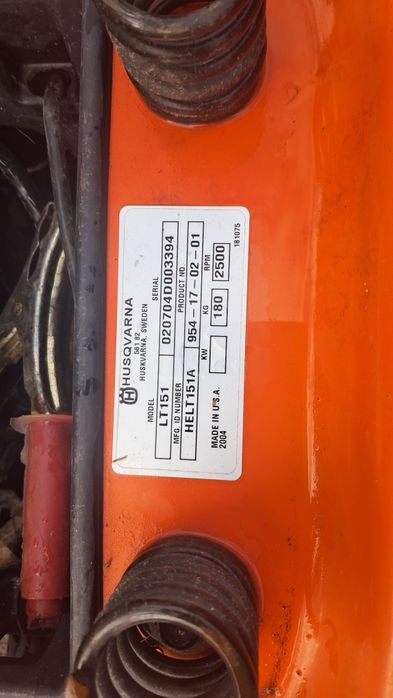 HUSQVARNA
561 82
HUSKVARNA, SWEDEN
MODEL SERIAL
LT151 020704D003394
MFG. ID NUMBER PRODUCT NO.
HELT151A 954-17-02-01
KW KG RPM
180 2500
MADE IN U.S.A.
2004
181075